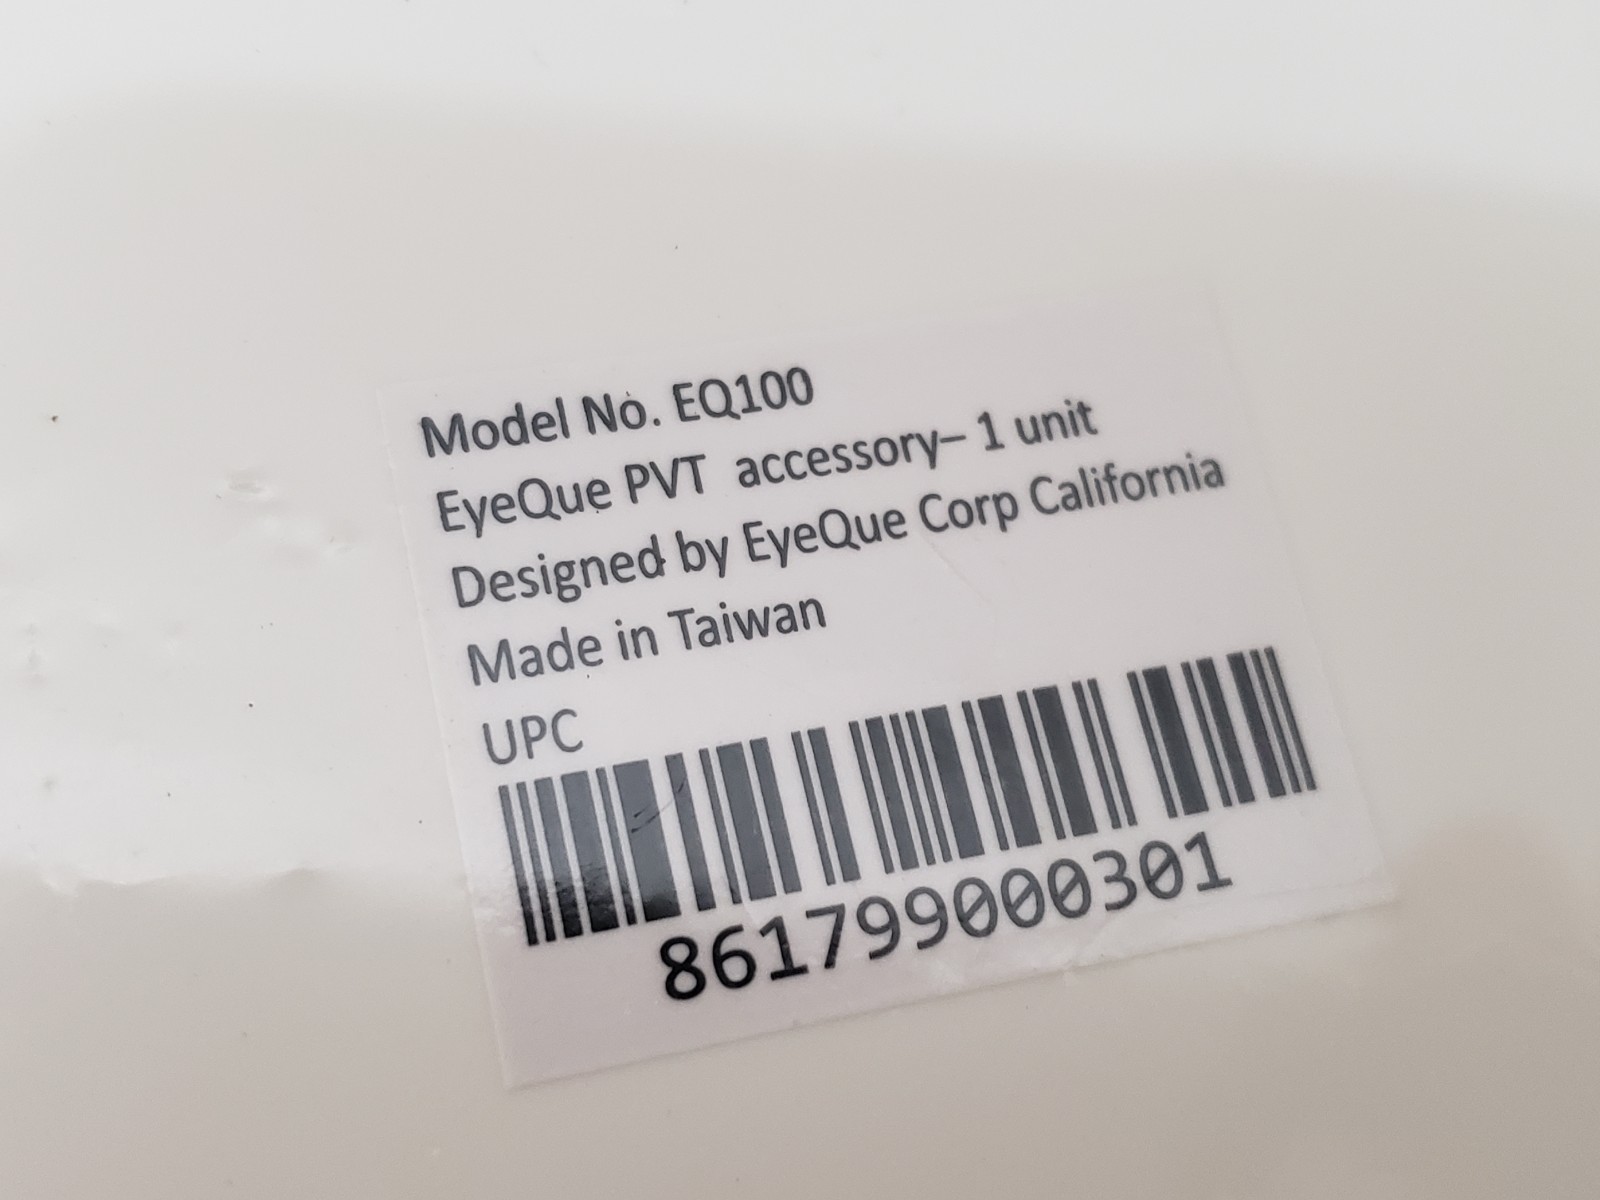 Model No. EQ100
EyeQue PVT  accessory– 1 unit
Designed by EyeQue Corp California
Made in Taiwan
UPC
861799000301